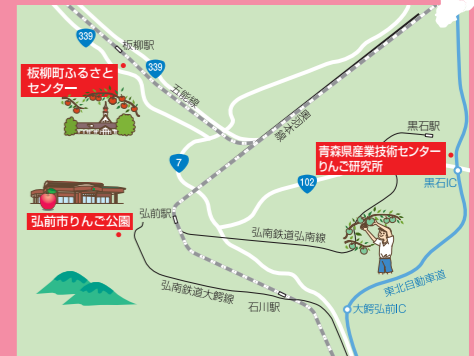 339
板柳駅
板柳町ふるさと
センター
339
五能線
奥羽本線
黒石駅
青森県産業技術センター
りんご研究所
7
102
黒石IC
弘前駅
弘前市りんご公園
弘南鉄道弘南線
東北自動車道
弘南鉄道大鰐線
石川駅
大鰐弘前IC